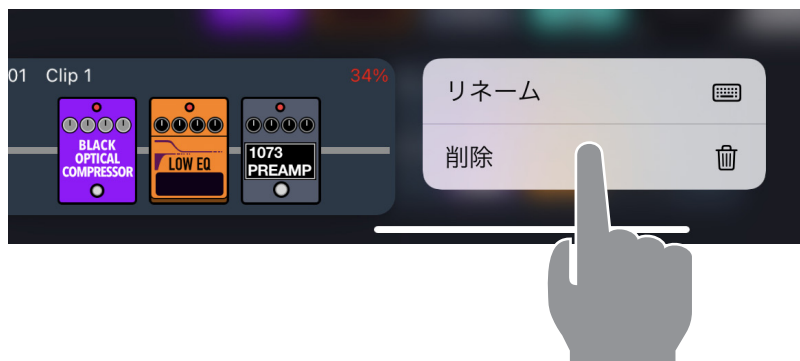 01 Clip 1 34%
BLACK
OPTICAL
COMPRESSOR
LOW EQ
1073
PREAMP
リネーム
削除